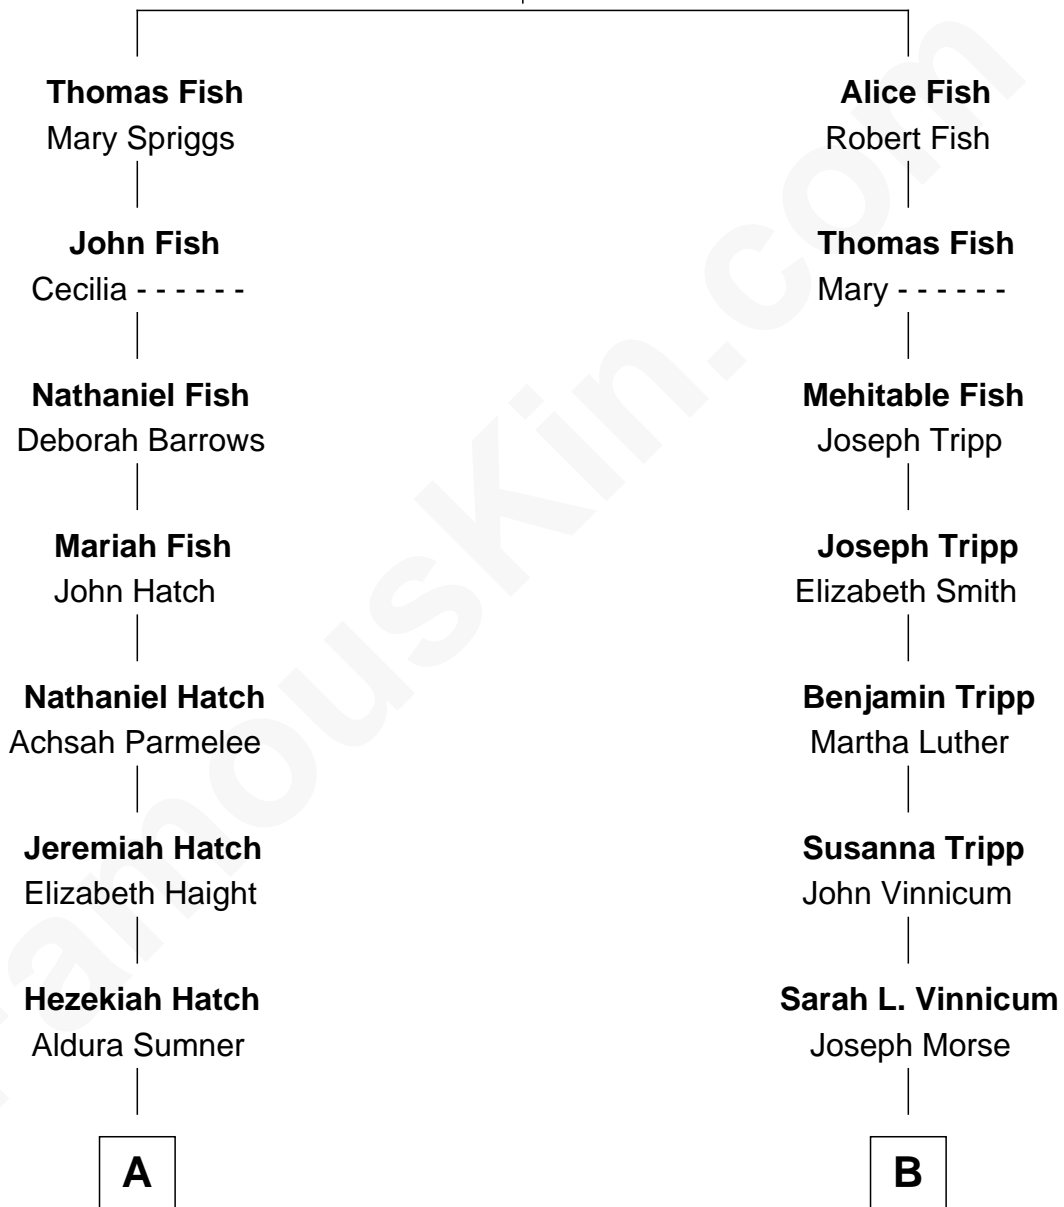 Thomas Fish
Mary Spriggs
Alice Fish
Robert Fish
John Fish
Cecilia - - - - - -
Thomas Fish
Mary - - - - - -
Nathaniel Fish
Deborah Barrows
Mehitable Fish
Joseph Tripp
Mariah Fish
John Hatch
Joseph Tripp
Elizabeth Smith
Nathaniel Hatch
Achsah Parmelee
Benjamin Tripp
Martha Luther
Jeremiah Hatch
Elizabeth Haight
Susanna Tripp
John Vinnicum
Hezekiah Hatch
Aldura Sumner
Sarah L. Vinnicum
Joseph Morse
A
B
FamousKin.com